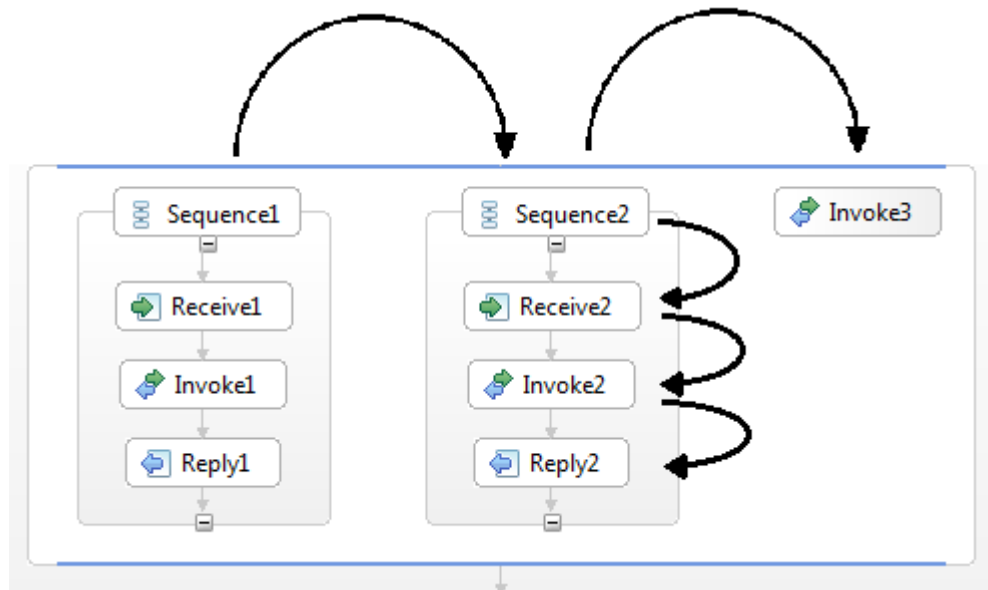 Sequence1
Sequence2
Invoke3
Receive1
Receive2
Invoke1
Invoke2
Reply1
Reply2